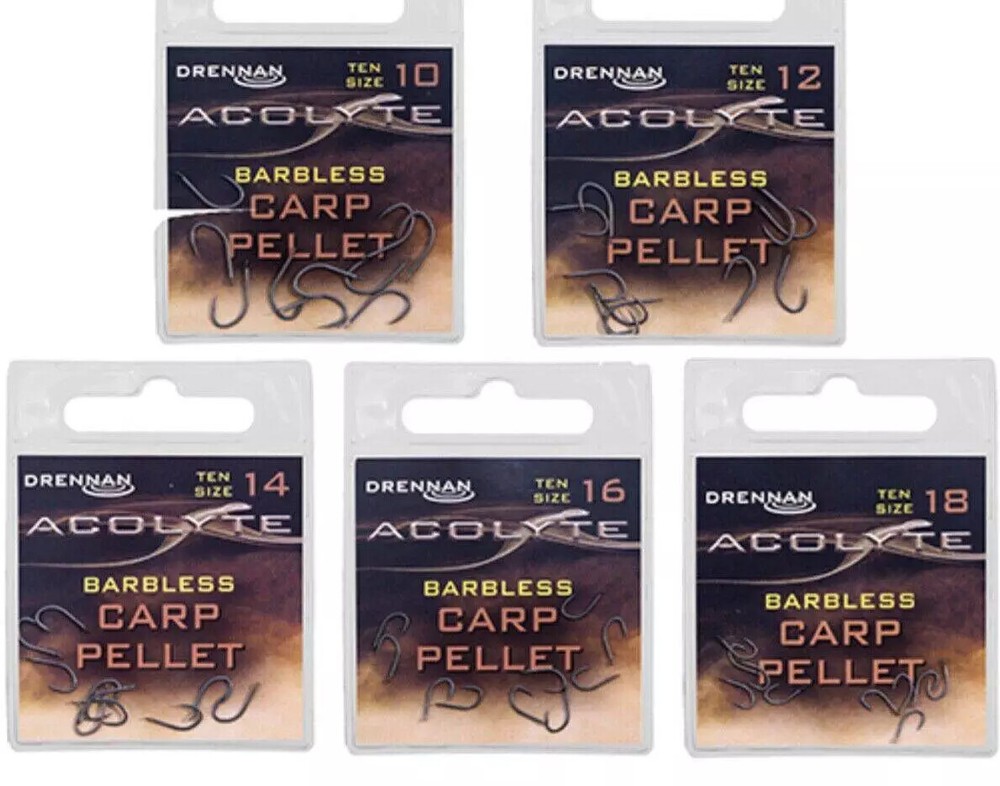 DRENNAN
TEN SIZE 10
ACOLYTE
BARBLESS
CARP
PELLET
DRENNAN
TEN SIZE 12
ACOLYTE
BARBLESS
CARP
PELLET
DRENNAN
TEN SIZE 14
ACOLYTE
BARBLESS
CARP
PELLET
DRENNAN
TEN SIZE 16
ACOLYTE
BARBLESS
CARP
PELLET
DRENNAN
TEN SIZE 18
ACOLYTE
BARBLESS
CARP
PELLET